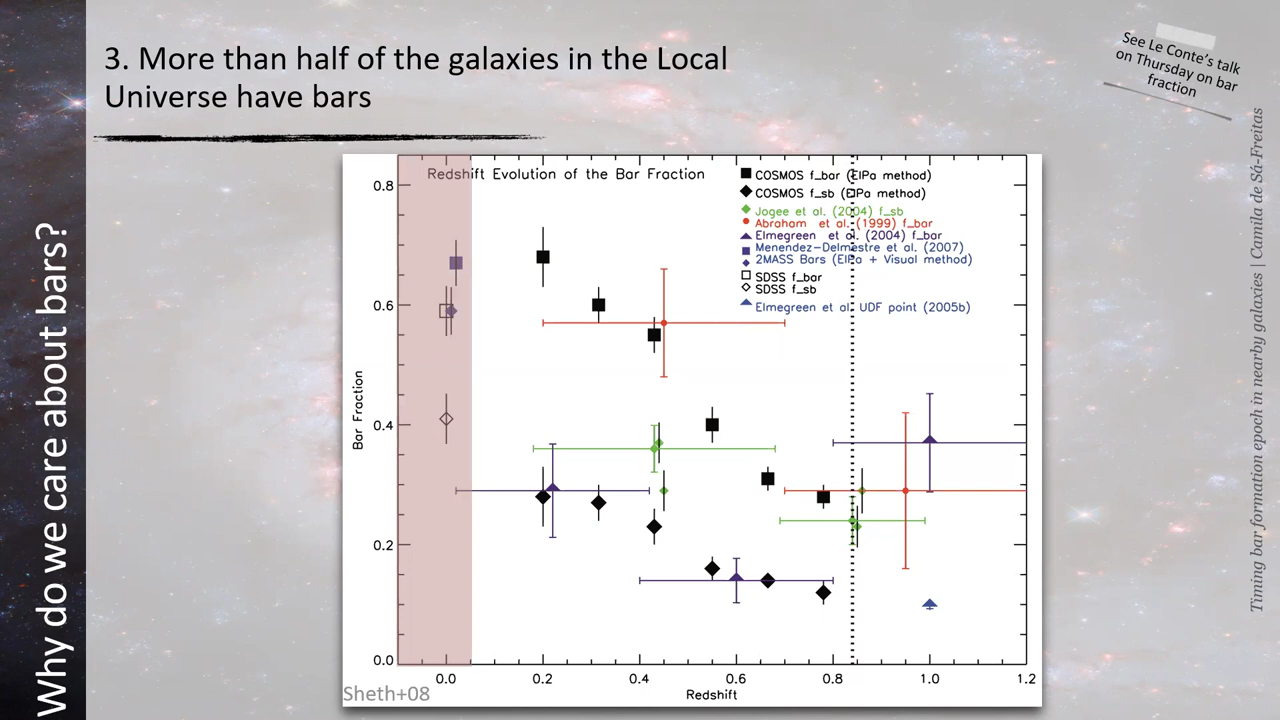 3. More than half of the galaxies in the Local
Universe have bars
See Le Conte's talk
on Thursday on bar
fraction
Why do we care about bars?
Timing bar formation epoch in nearby galaxies | Camila de Sá-Freitas
Redshift Evolution of the Bar Fraction
COSMOS f_bar (ElPa method)
COSMOS f_sb (ElPa method)
Jogee et al. (2004) f_sb
Abraham et al (1999) f_bar
Elmegreen et al. (2004) f_bar
Menendez-Delmestre et al. (2007)
2MASS Bars (ElPa + Visual method)
SDSS f_bar
SDSS f_sb
Elmegreen et al. UDF point (2005b)
Bar Fraction
0.8
0.6
0.4
0.2
0.0
0.0 0.2 0.4 0.6 0.8 1.0 1.2
Redshift
Sheth+08